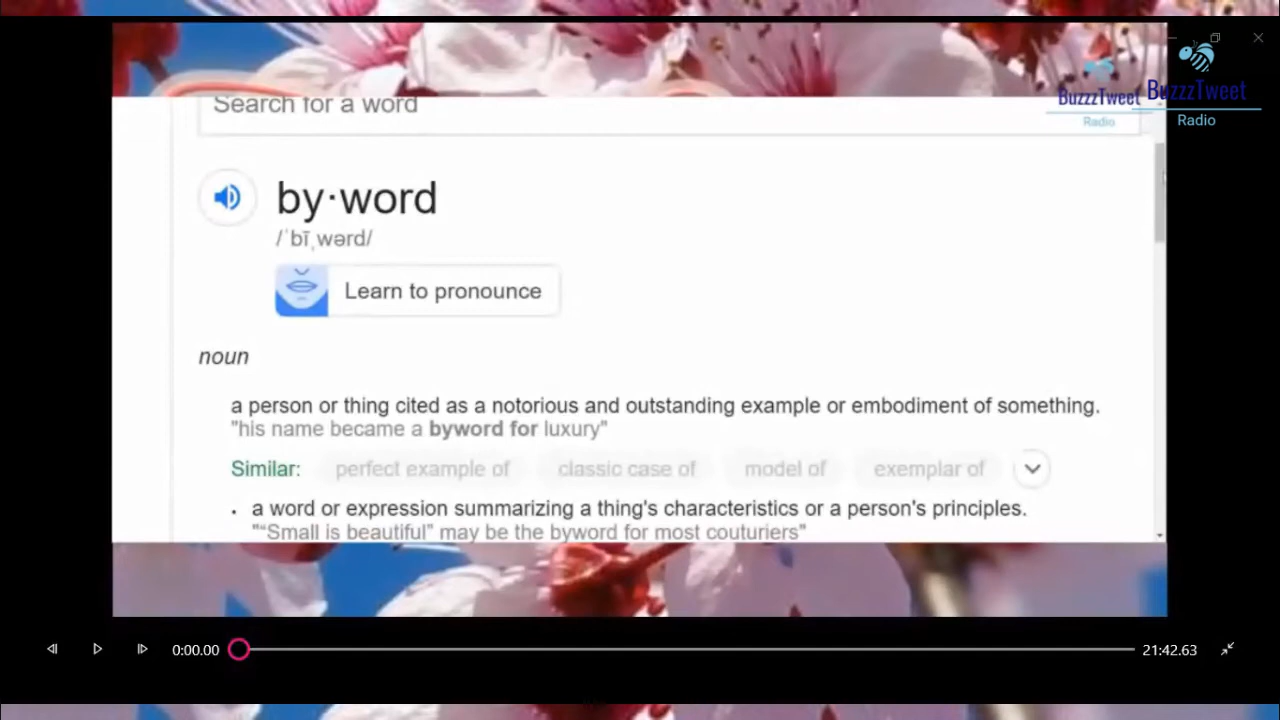 Search for a word
BuzzzTweet
Radio
BuzzzTweet
Radio
by·word
/ˈbīˌwərd/
Learn to pronounce
noun
a person or thing cited as a notorious and outstanding example or embodiment of something.
"his name became a byword for luxury"
Similar: perfect example of classic case of model of exemplar of
• a word or expression summarizing a thing's characteristics or a person's principles.
"“Small is beautiful” may be the byword for most couturiers"
0:00.00
21:42.63